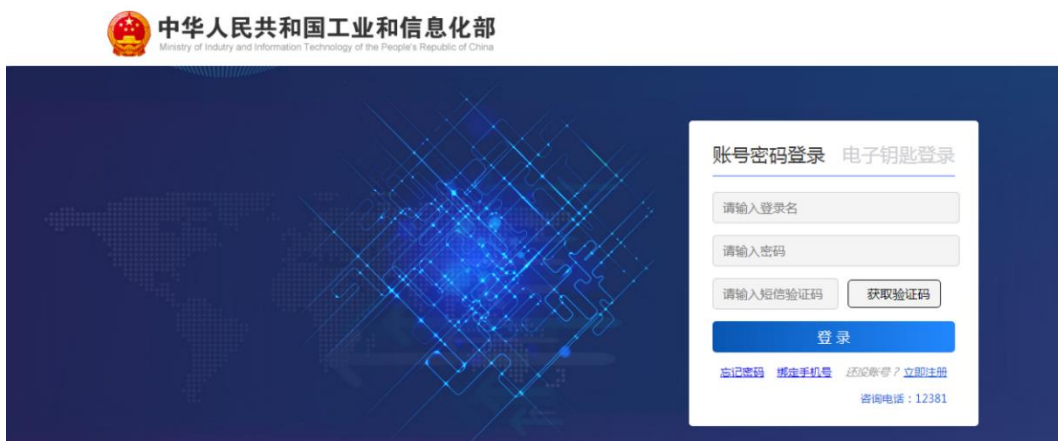 中华人民共和国工业和信息化部
Ministry of Indutry and Information Technology of the People's Republic of China
账号密码登录 电子钥匙登录
请输入登录名
请输入密码
请输入短信验证码 获取验证码
登 录
忘记密码 绑定手机号 还没账号？立即注册
咨询电话：12381